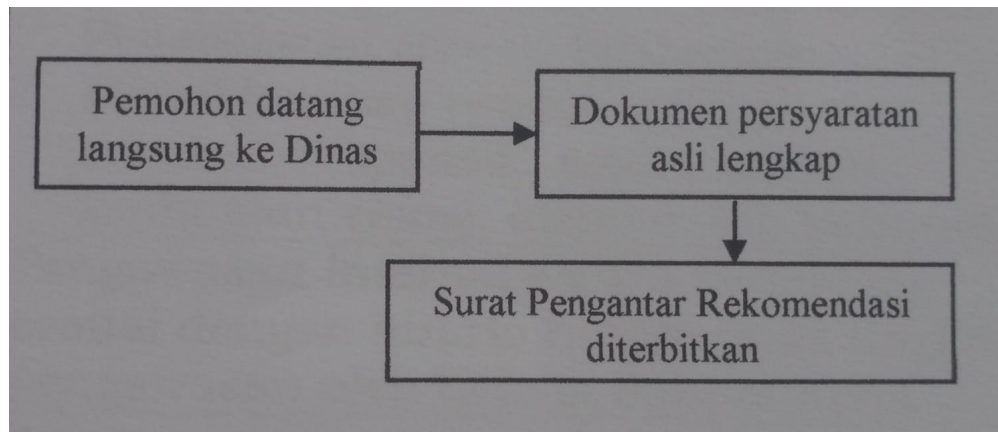 Pemohon datang
langsung ke Dinas
Dokumen persyaratan
asli lengkap
Surat Pengantar Rekomendasi
diterbitkan